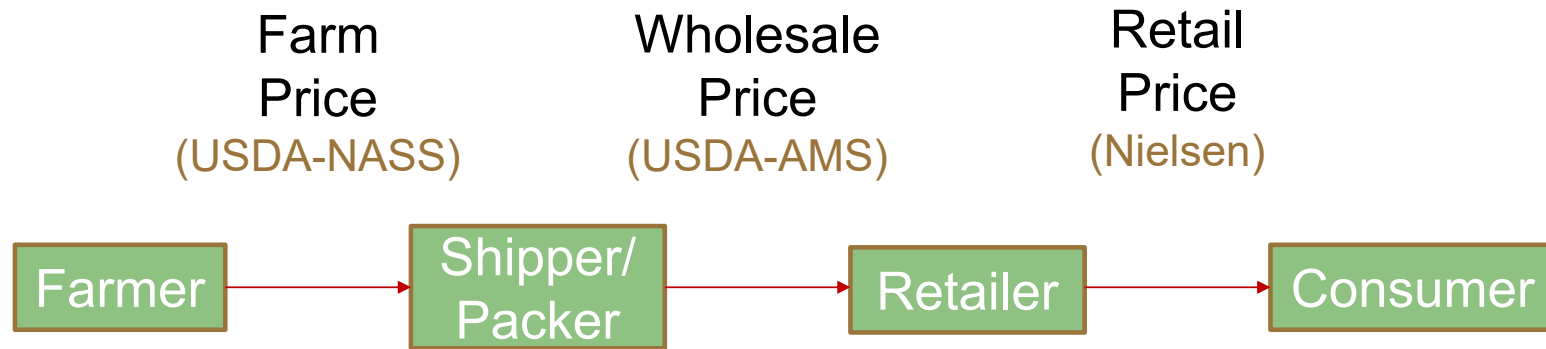 Farm
Price
(USDA-NASS)
Wholesale
Price
(USDA-AMS)
Retail
Price
(Nielsen)
Farmer
Shipper/
Packer
Retailer
Consumer